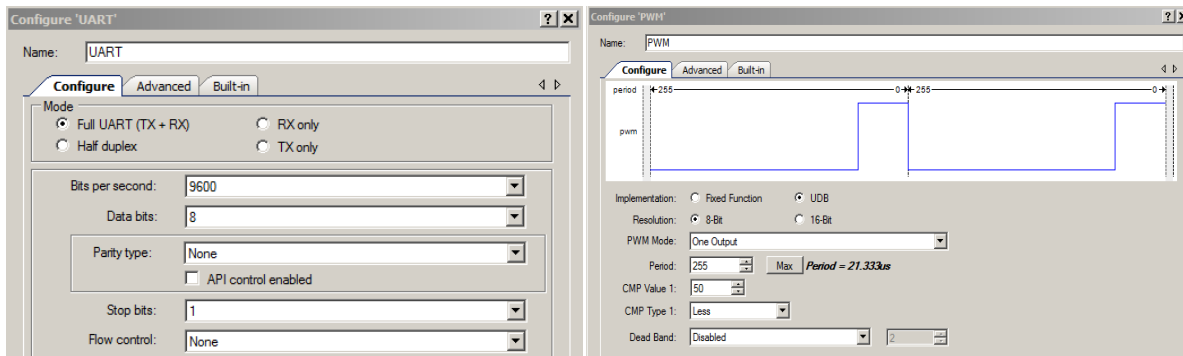 Configure 'UART'
Name: UART
Configure Advanced Built-in
Mode
Full UART (TX + RX) RX only
Half duplex TX only
Bits per second: 9600
Data bits: 8
Parity type: None
API control enabled
Stop bits: 1
Flow control: None
Configure 'PWM'
Name: PWM
Configure Advanced Built-in
period 255 0 255 0
pwm
Implementation: Fixed Function UDB
Resolution: 8-Bit 16-Bit
PWM Mode: One Output
Period: 255 Max Period = 21.333us
CMP Value 1: 50
CMP Type 1: Less
Dead Band: Disabled 2